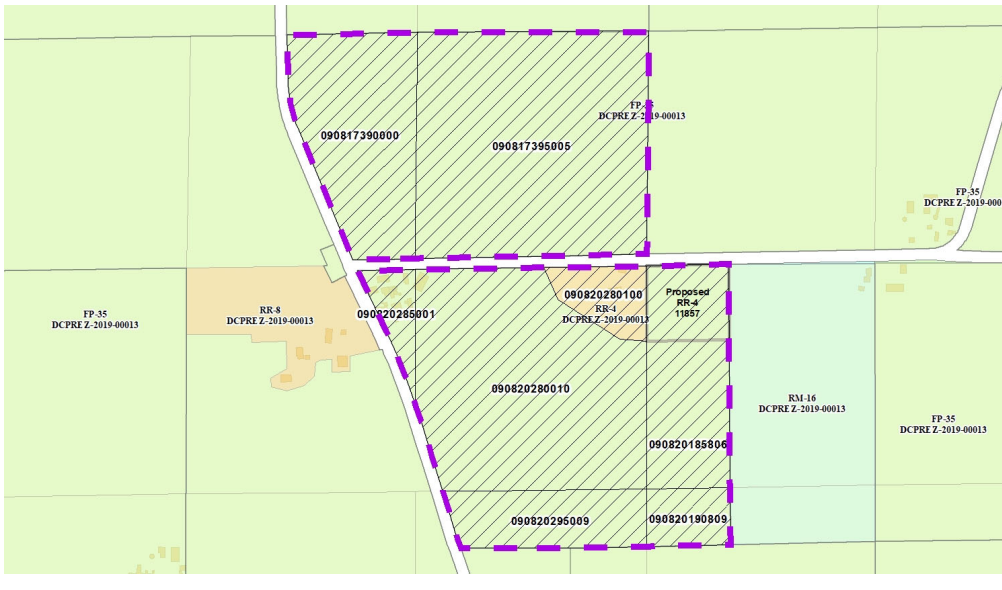 FP-35
DCPREZ-2019-00013
090817390000
090817395005
FP-35
DCPREZ-2019-000
Proposed
RR-4
11857
090820280100
RR-4
DCPREZ-2019-00013
090820285001
RR-8
DCPREZ-2019-00013
FP-35
DCPREZ-2019-00013
090820280010
RM-16
DCPREZ-2019-00013
FP-35
DCPREZ-2019-00013
090820185806
090820295009
090820190809